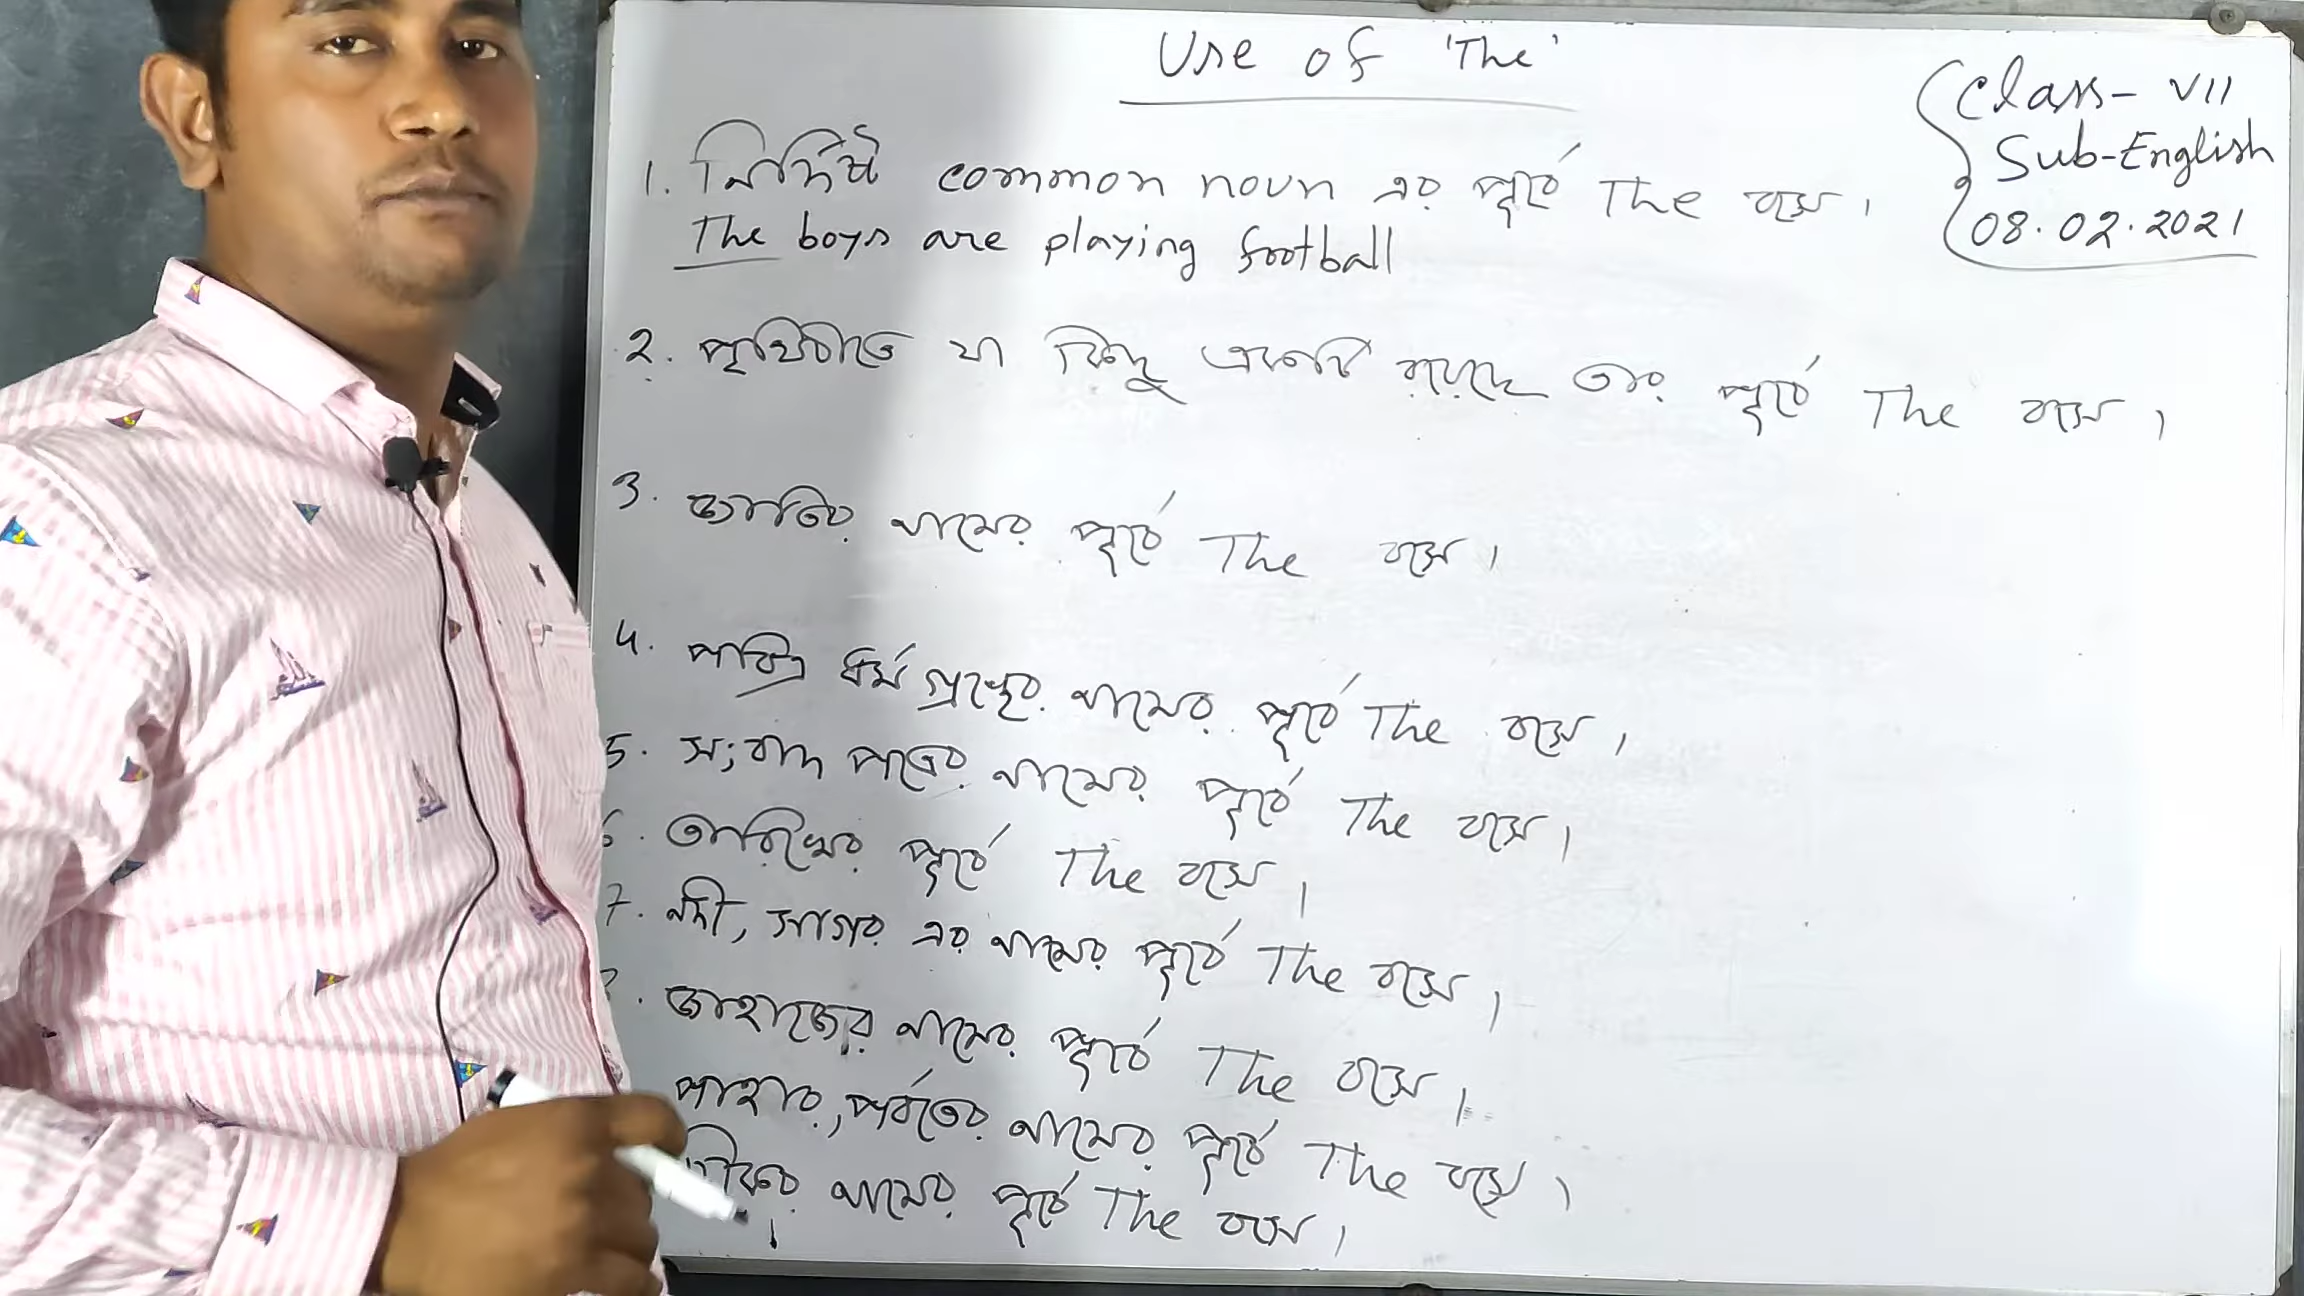 Use of 'The'
Class- VII
Sub-English
08.02.2021
1. নির্দিষ্ট common noun এর পূর্বে The বসে।
The boys are playing football
2. পৃথিবীতে যা কিছু একটি রয়েছে তার পূর্বে The বসে।
3. জাতির নামের পূর্বে The বসে।
4. পবিত্র ধর্ম গ্রন্থের নামের পূর্বে The বসে।
5. সংবাদ পত্রের নামের পূর্বে The বসে।
6. তারিখের পূর্বে The বসে।
7. নদী, সাগর এর নামের পূর্বে The বসে।
জাহাজের নামের পূর্বে The বসে।
পাহার, পর্বতের নামের পূর্বে The বসে।
নামের পূর্বে The বসে।